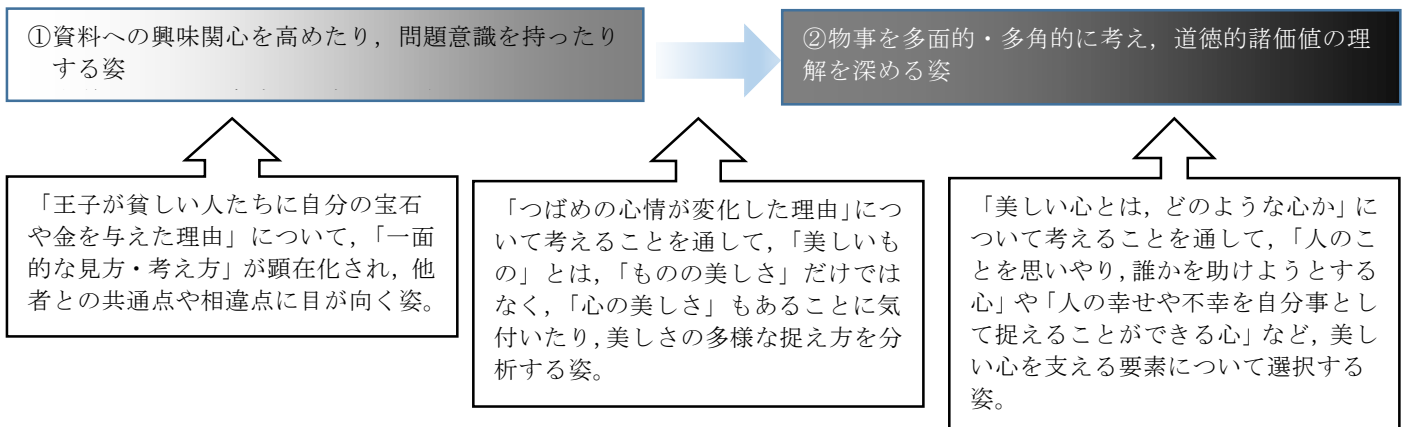 ①資料への興味関心を高めたり，問題意識を持ったり
する姿
②物事を多面的・多角的に考え，道徳的諸価値の理
解を深める姿
「王子が貧しい人たちに自分の宝石
や金を与えた理由」について，「一面
的な見方・考え方」が顕在化され，他
者との共通点や相違点に目が向く姿。
「つばめの心情が変化した理由」につ
いて考えることを通して，「美しいも
の」とは，「ものの美しさ」だけでは
なく，「心の美しさ」もあることに気
付いたり，美しさの多様な捉え方を分
析する姿。
「美しい心とは，どのような心か」に
ついて考えることを通して，「人のこ
とを思いやり，誰かを助けようとする
心」や「人の幸せや不幸を自分事とし
て捉えることができる心」など，美し
い心を支える要素について選択する
姿。